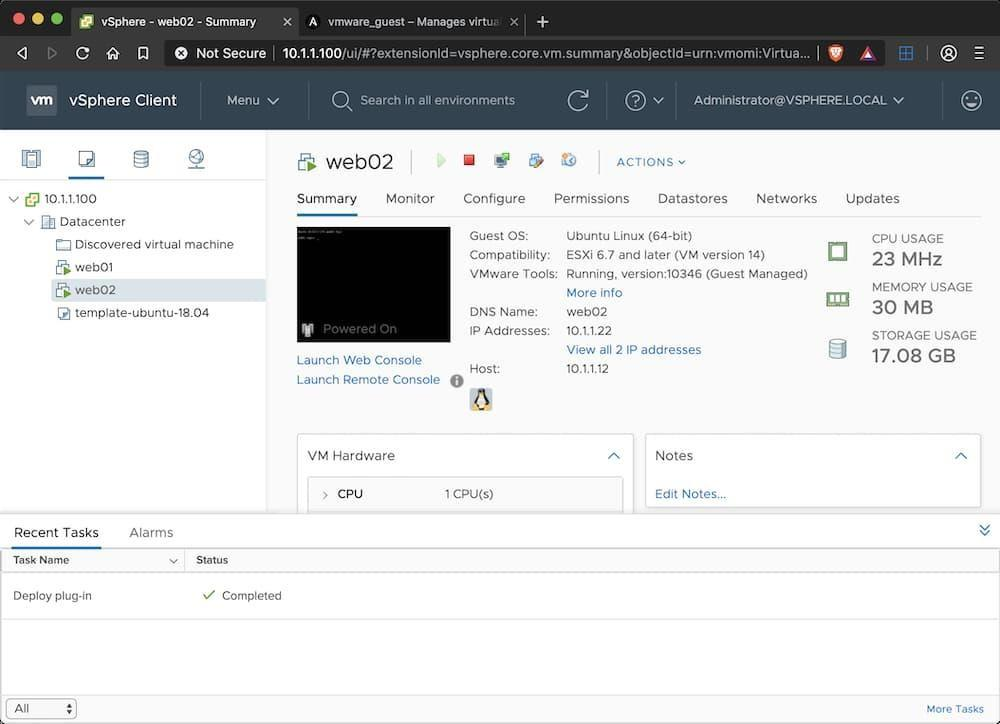 vSphere - web02 - Summary
vmware_guest – Manages virtua
Not Secure 10.1.1.100/ui/#?extensionId=vsphere.core.vm.summary&objectId=urn:vmomi:Virtua...
vm vSphere Client Menu Search in all environments Administrator@VSPHERE.LOCAL
10.1.1.100
Datacenter
Discovered virtual machine
web01
web02
template-ubuntu-18.04
web02 ACTIONS
Summary Monitor Configure Permissions Datastores Networks Updates
Powered On
Launch Web Console
Launch Remote Console
Guest OS: Ubuntu Linux (64-bit)
Compatibility: ESXi 6.7 and later (VM version 14)
VMware Tools: Running, version:10346 (Guest Managed)
More info
DNS Name: web02
IP Addresses: 10.1.1.22
View all 2 IP addresses
Host: 10.1.1.12
CPU USAGE
23 MHz
MEMORY USAGE
30 MB
STORAGE USAGE
17.08 GB
VM Hardware
CPU 1 CPU(s)
Notes
Edit Notes...
Recent Tasks Alarms
Task Name Status
Deploy plug-in Completed
All More Tasks